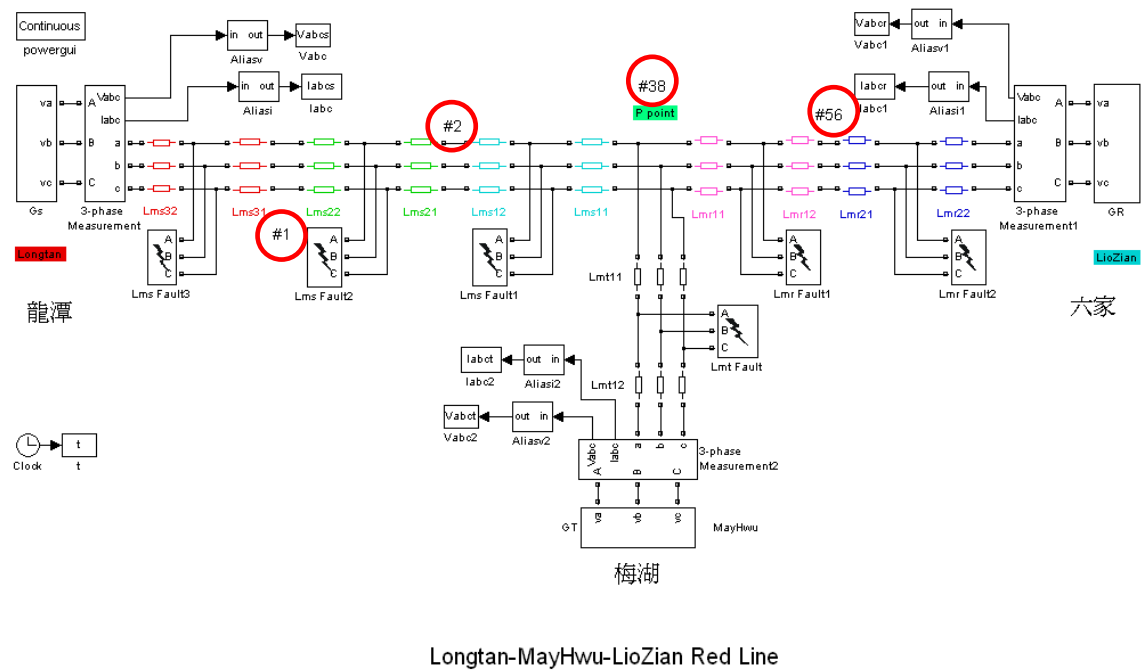 Continuous
powergui
in out
Aliasv
Vabcs
Vabc
in out
Aliasi
Iabcs
Iabc
#38
P point
Vabcr
Vabc1
out in
Aliasv1
Iabcr
Iabc1
out in
Aliasi1
#2
#56
va
vb
vc
Gs
A
B
C
Vabc
Iabc
a
b
c
3-phase
Measurement
Lms32
Lms31
Lms22
Lms21
Lms12
Lms11
Lmr11
Lmr12
Lmr21
Lmr22
Vabc
Iabc
a
b
c
A
B
C
3-phase
Measurement1
va
vb
vc
GR
#1
Longtan
龍潭
A
B
C
Lms Fault3
A
B
C
Lms Fault2
A
B
C
Lms Fault1
A
B
C
Lmr Fault1
A
B
C
Lmr Fault2
LioZian
六家
Lmt11
A
B
C
Lmt Fault
Lmt12
Iabct
Iabc2
out in
Aliasi2
Vabct
Vabc2
out in
Aliasv2
Vabc
Iabc
a
b
c
A
B
C
3-phase
Measurement2
va
vb
vc
GT
MayHwu
梅湖
Clock
t
t
Longtan-MayHwu-LioZian Red Line